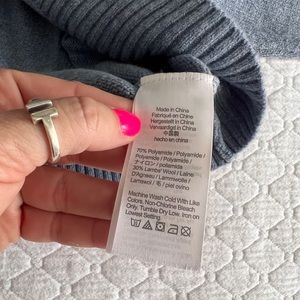 Made in China
Fabriqué en Chine
Hergestellt in China
Vervaardigd in China
中国製
hecho en china
70% Polyamide / Polyamide /
Polyamide / Polyamide /
ナイロン / poliamida
30% Lambs' Wool / Laine
D'Agneau / Lammwolle /
Lamswol / 毛 / piel ovino
Machine Wash Cold With Like
Colors, Non-Chlorine Bleach
Only, Tumble Dry Low. Iron on
Lowest Setting.